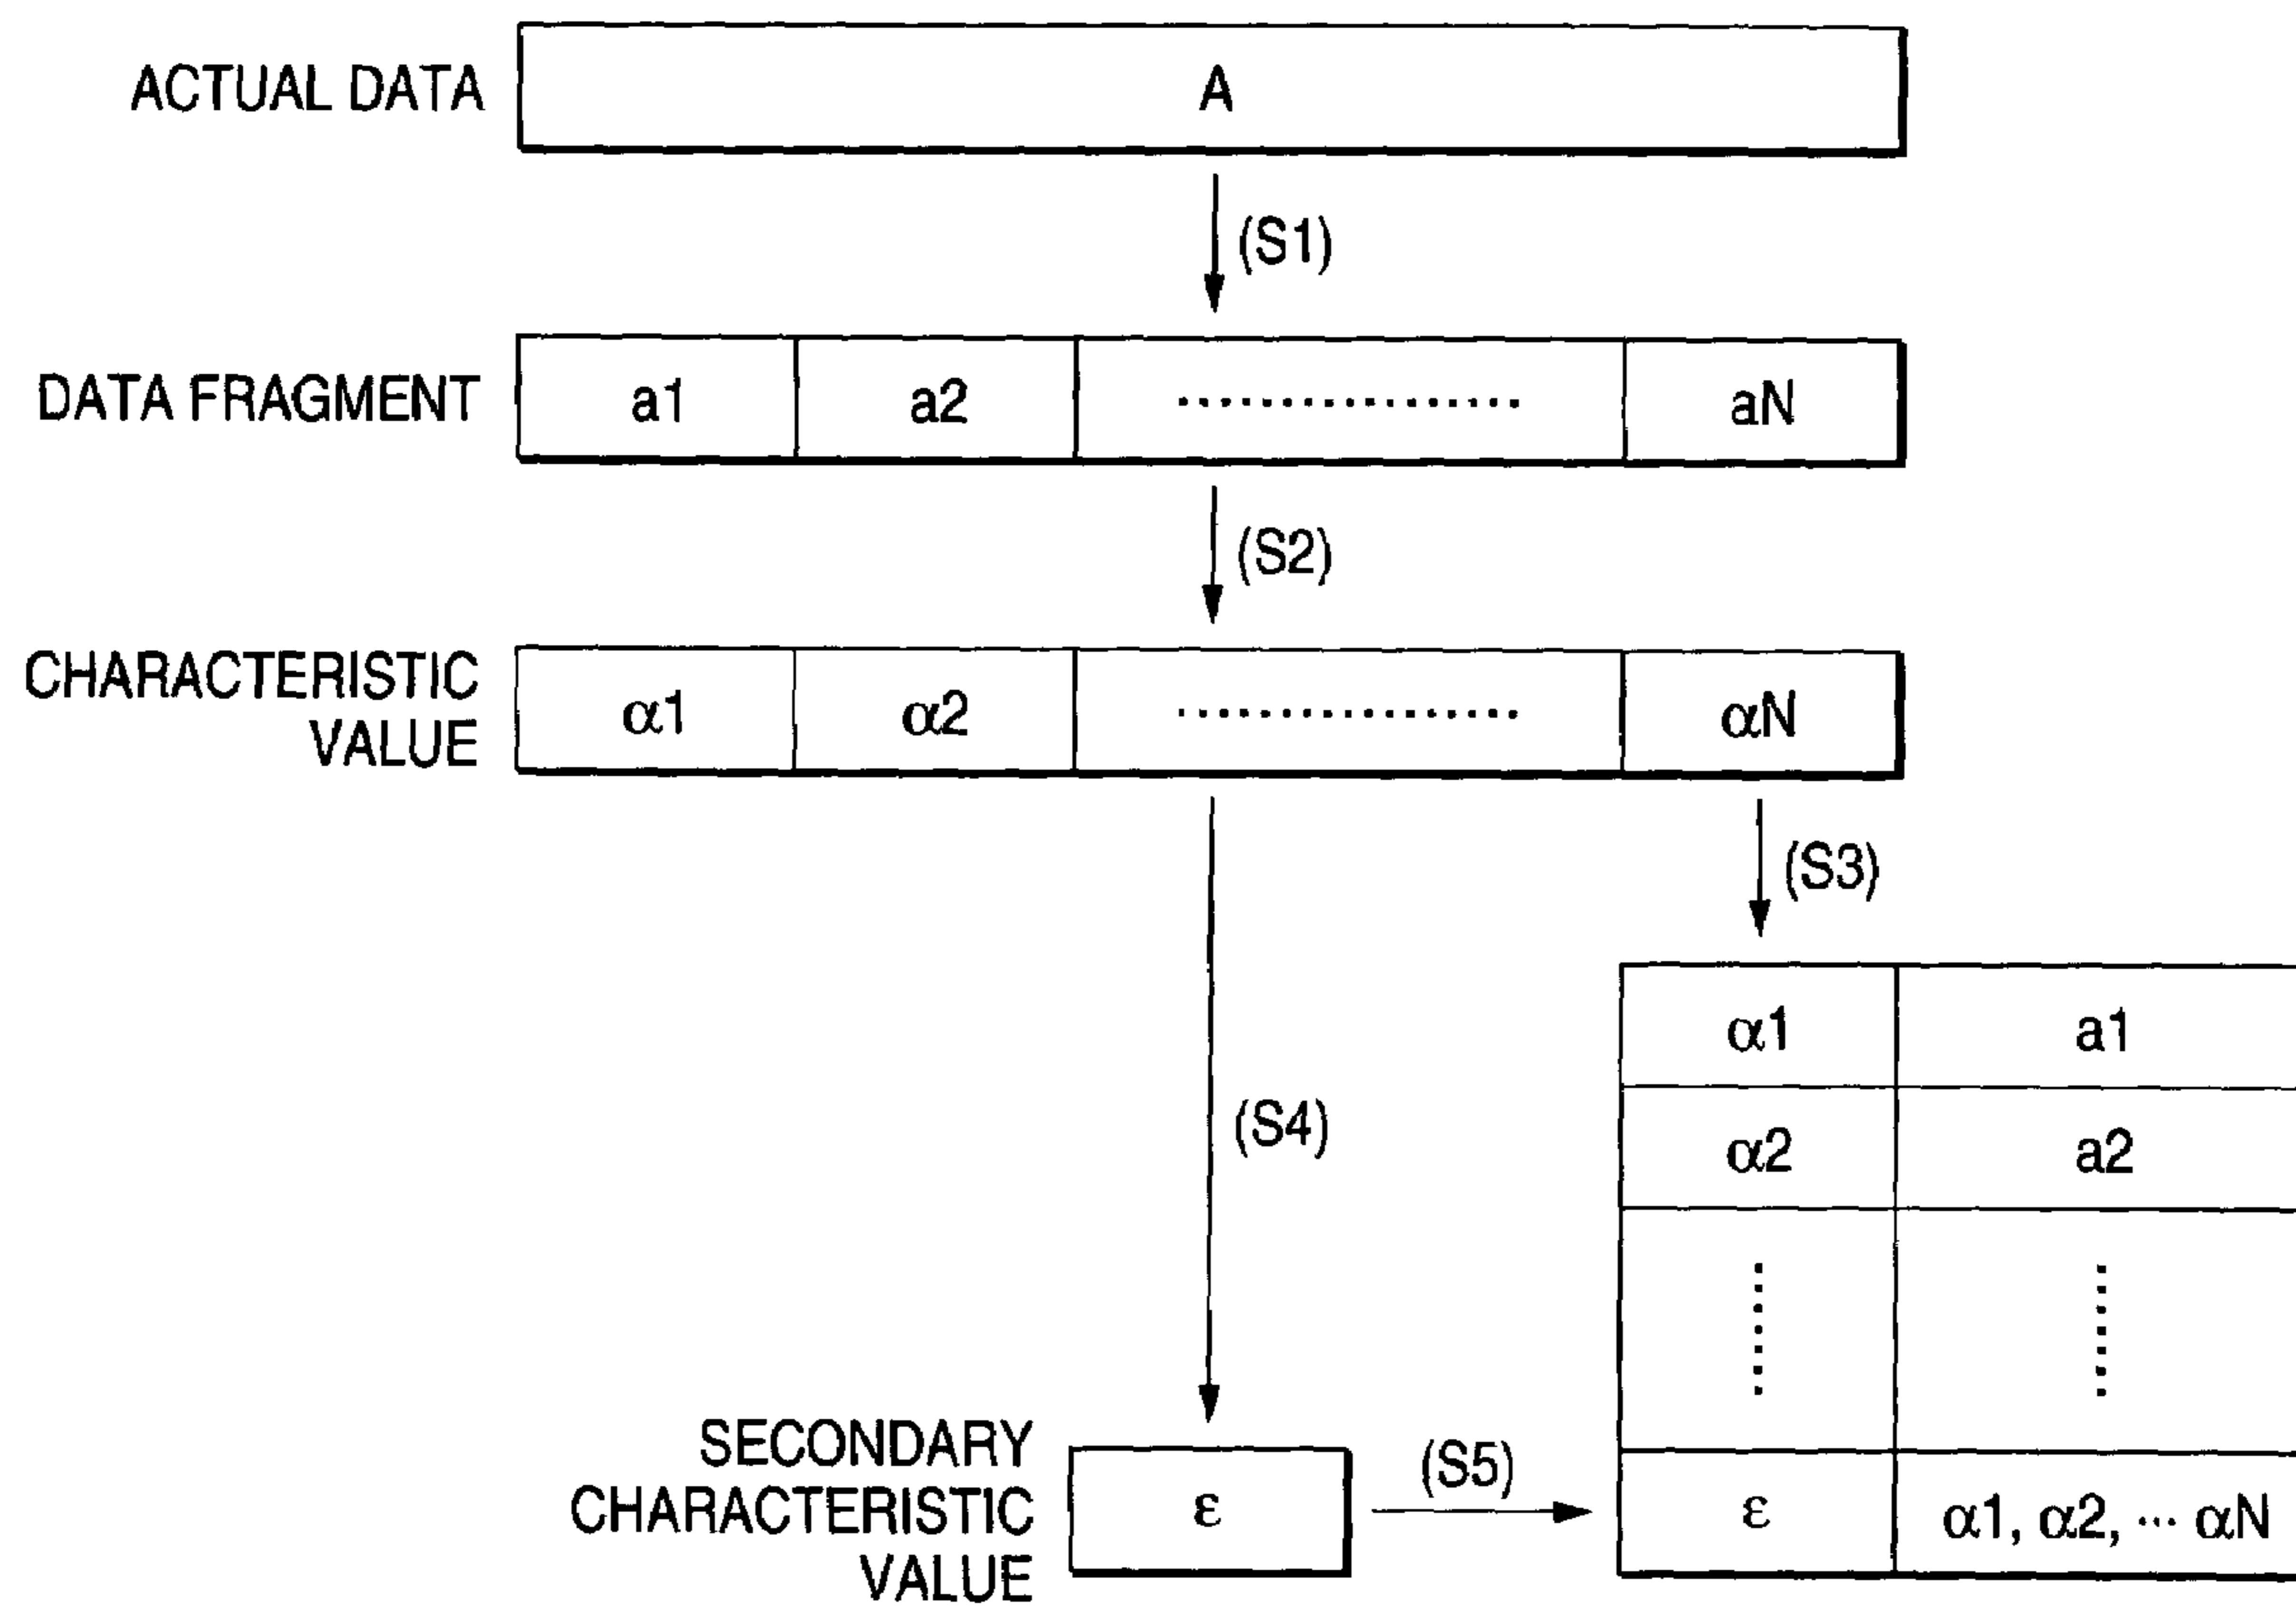 ACTUAL DATA
A
(S1)
DATA FRAGMENT
a1 a2 ................. aN
(S2)
CHARACTERISTIC
VALUE
α1 α2 ................. αN
(S3)
α1 a1
(S4)
α2 a2
SECONDARY
CHARACTERISTIC
VALUE
ε
(S5)
ε α1, α2, ··· αN